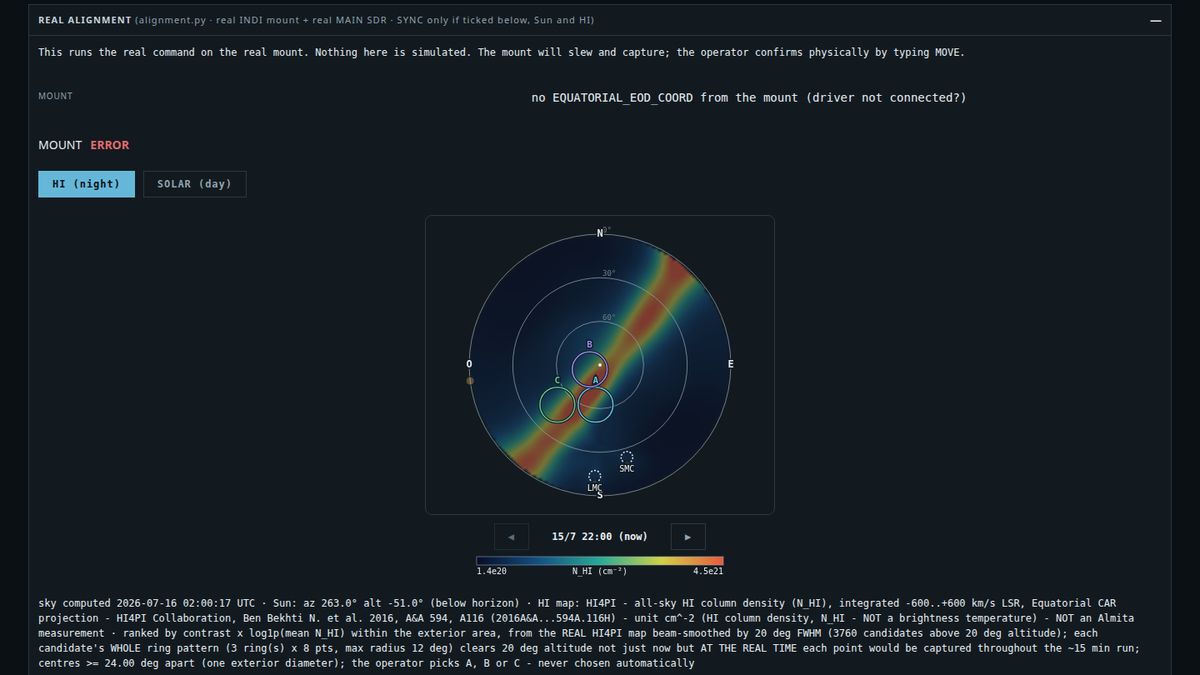 REAL ALIGNMENT (alignment.py · real INDI mount + real MAIN SDR · SYNC only if ticked below, Sun and HI)
—
This runs the real command on the real mount. Nothing here is simulated. The mount will slew and capture; the operator confirms physically by typing MOVE.
MOUNT
no EQUATORIAL_EOD_COORD from the mount (driver not connected?)
MOUNT ERROR
HI (night)
SOLAR (day)
N
0°
30°
60°
B
O
E
C
A
SMC
LMC
S
◀
15/7 22:00 (now)
▶
1.4e20
N_HI (cm⁻²)
4.5e21
sky computed 2026-07-16 02:00:17 UTC · Sun: az 263.0° alt -51.0° (below horizon) · HI map: HI4PI - all-sky HI column density (N_HI), integrated -600..+600 km/s LSR, Equatorial CAR
projection - HI4PI Collaboration, Ben Bekhti N. et al. 2016, A&A 594, A116 (2016A&A...594A.116H) - unit cm^-2 (HI column density, N_HI - NOT a brightness temperature) - NOT an Almita
measurement · ranked by contrast x log1p(mean N_HI) within the exterior area, from the REAL HI4PI map beam-smoothed by 20 deg FWHM (3760 candidates above 20 deg altitude); each
candidate's WHOLE ring pattern (3 ring(s) x 8 pts, max radius 12 deg) clears 20 deg altitude not just now but AT THE REAL TIME each point would be captured throughout the ~15 min run;
centres >= 24.00 deg apart (one exterior diameter); the operator picks A, B or C - never chosen automatically